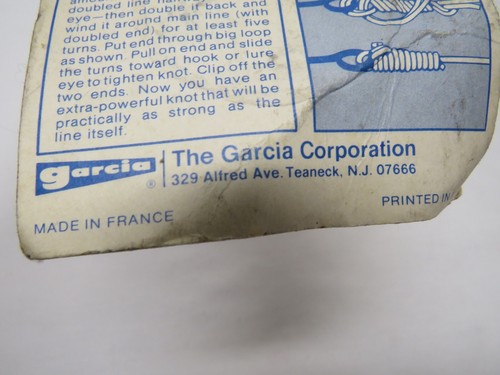 doubled line
eye—then double it back and
wind it around main line (with
doubled end) for at least five
turns. Put end through big loop
as shown. Pull on end and slide
the turns toward hook or lure
eye to tighten knot. Clip off the
two ends. Now you have an
extra-powerful knot that will be
practically as strong as the
line itself.
garcia ®
The Garcia Corporation
329 Alfred Ave. Teaneck, N.J. 07666
MADE IN FRANCE
PRINTED IN